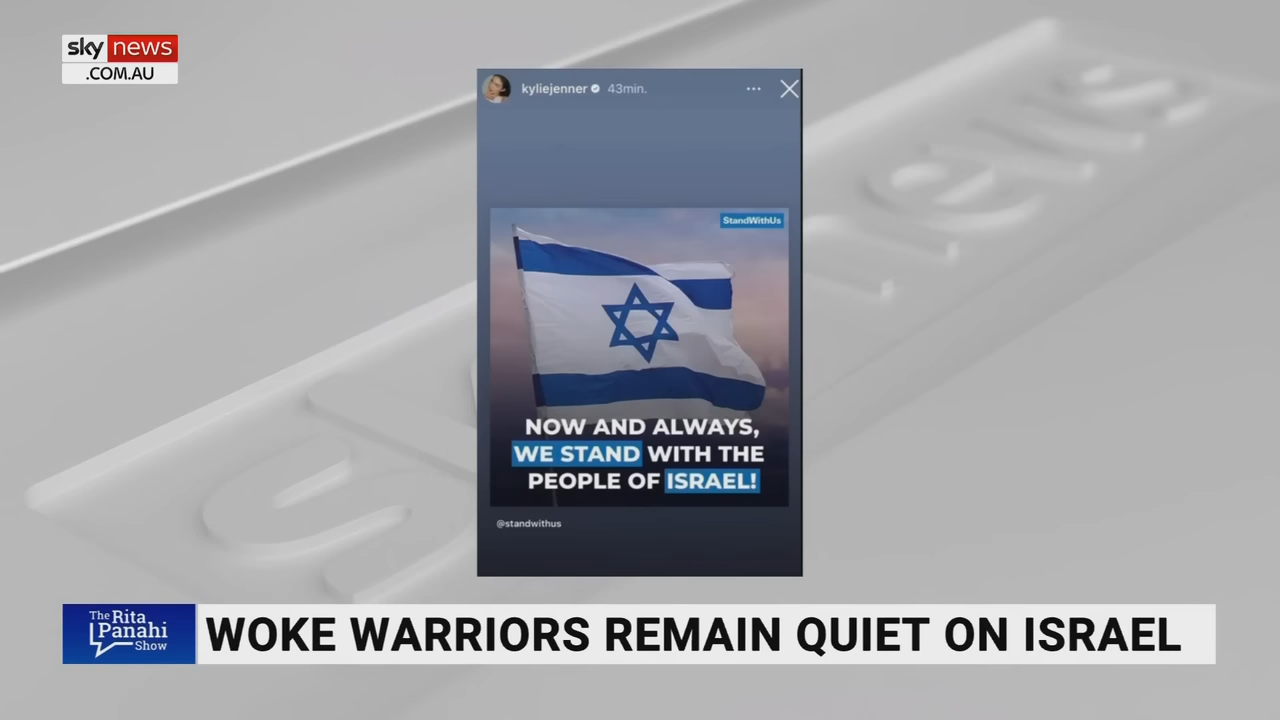 sky news
.COM.AU
kyliejenner 43min.
StandWithUs
NOW AND ALWAYS,
WE STAND WITH THE
PEOPLE OF ISRAEL!
@standwithus
The Rita
Panahi
Show
WOKE WARRIORS REMAIN QUIET ON ISRAEL